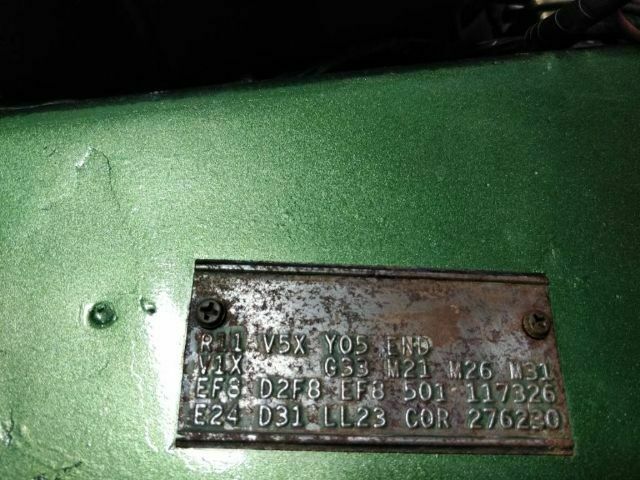 R11 V5X Y05 END
V1X G33 M21 M26 M31
EF8 D2F8 EF8 501 117326
E24 D31 LL23 COR 276230